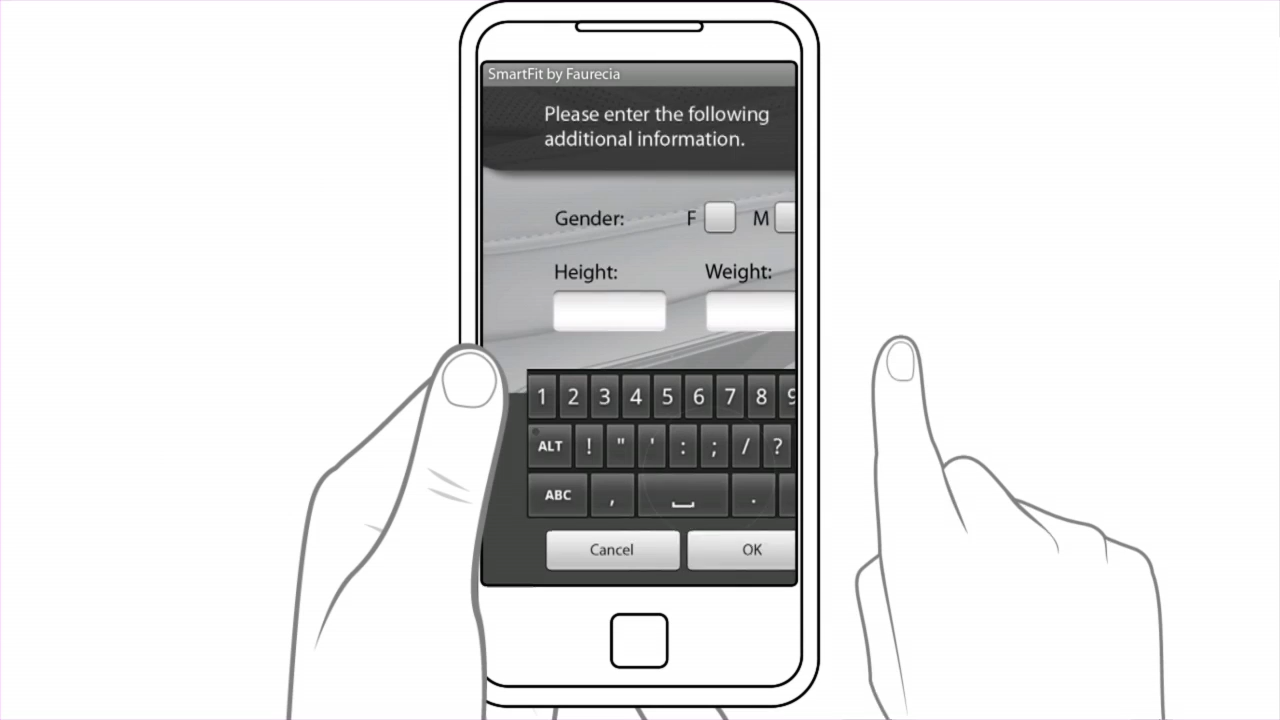 SmartFit by Faurecia
Please enter the following
additional information.
Gender: F M
Height: Weight:
1 2 3 4 5 6 7 8 9
ALT ! " ' : ; / ?
ABC , .
Cancel OK